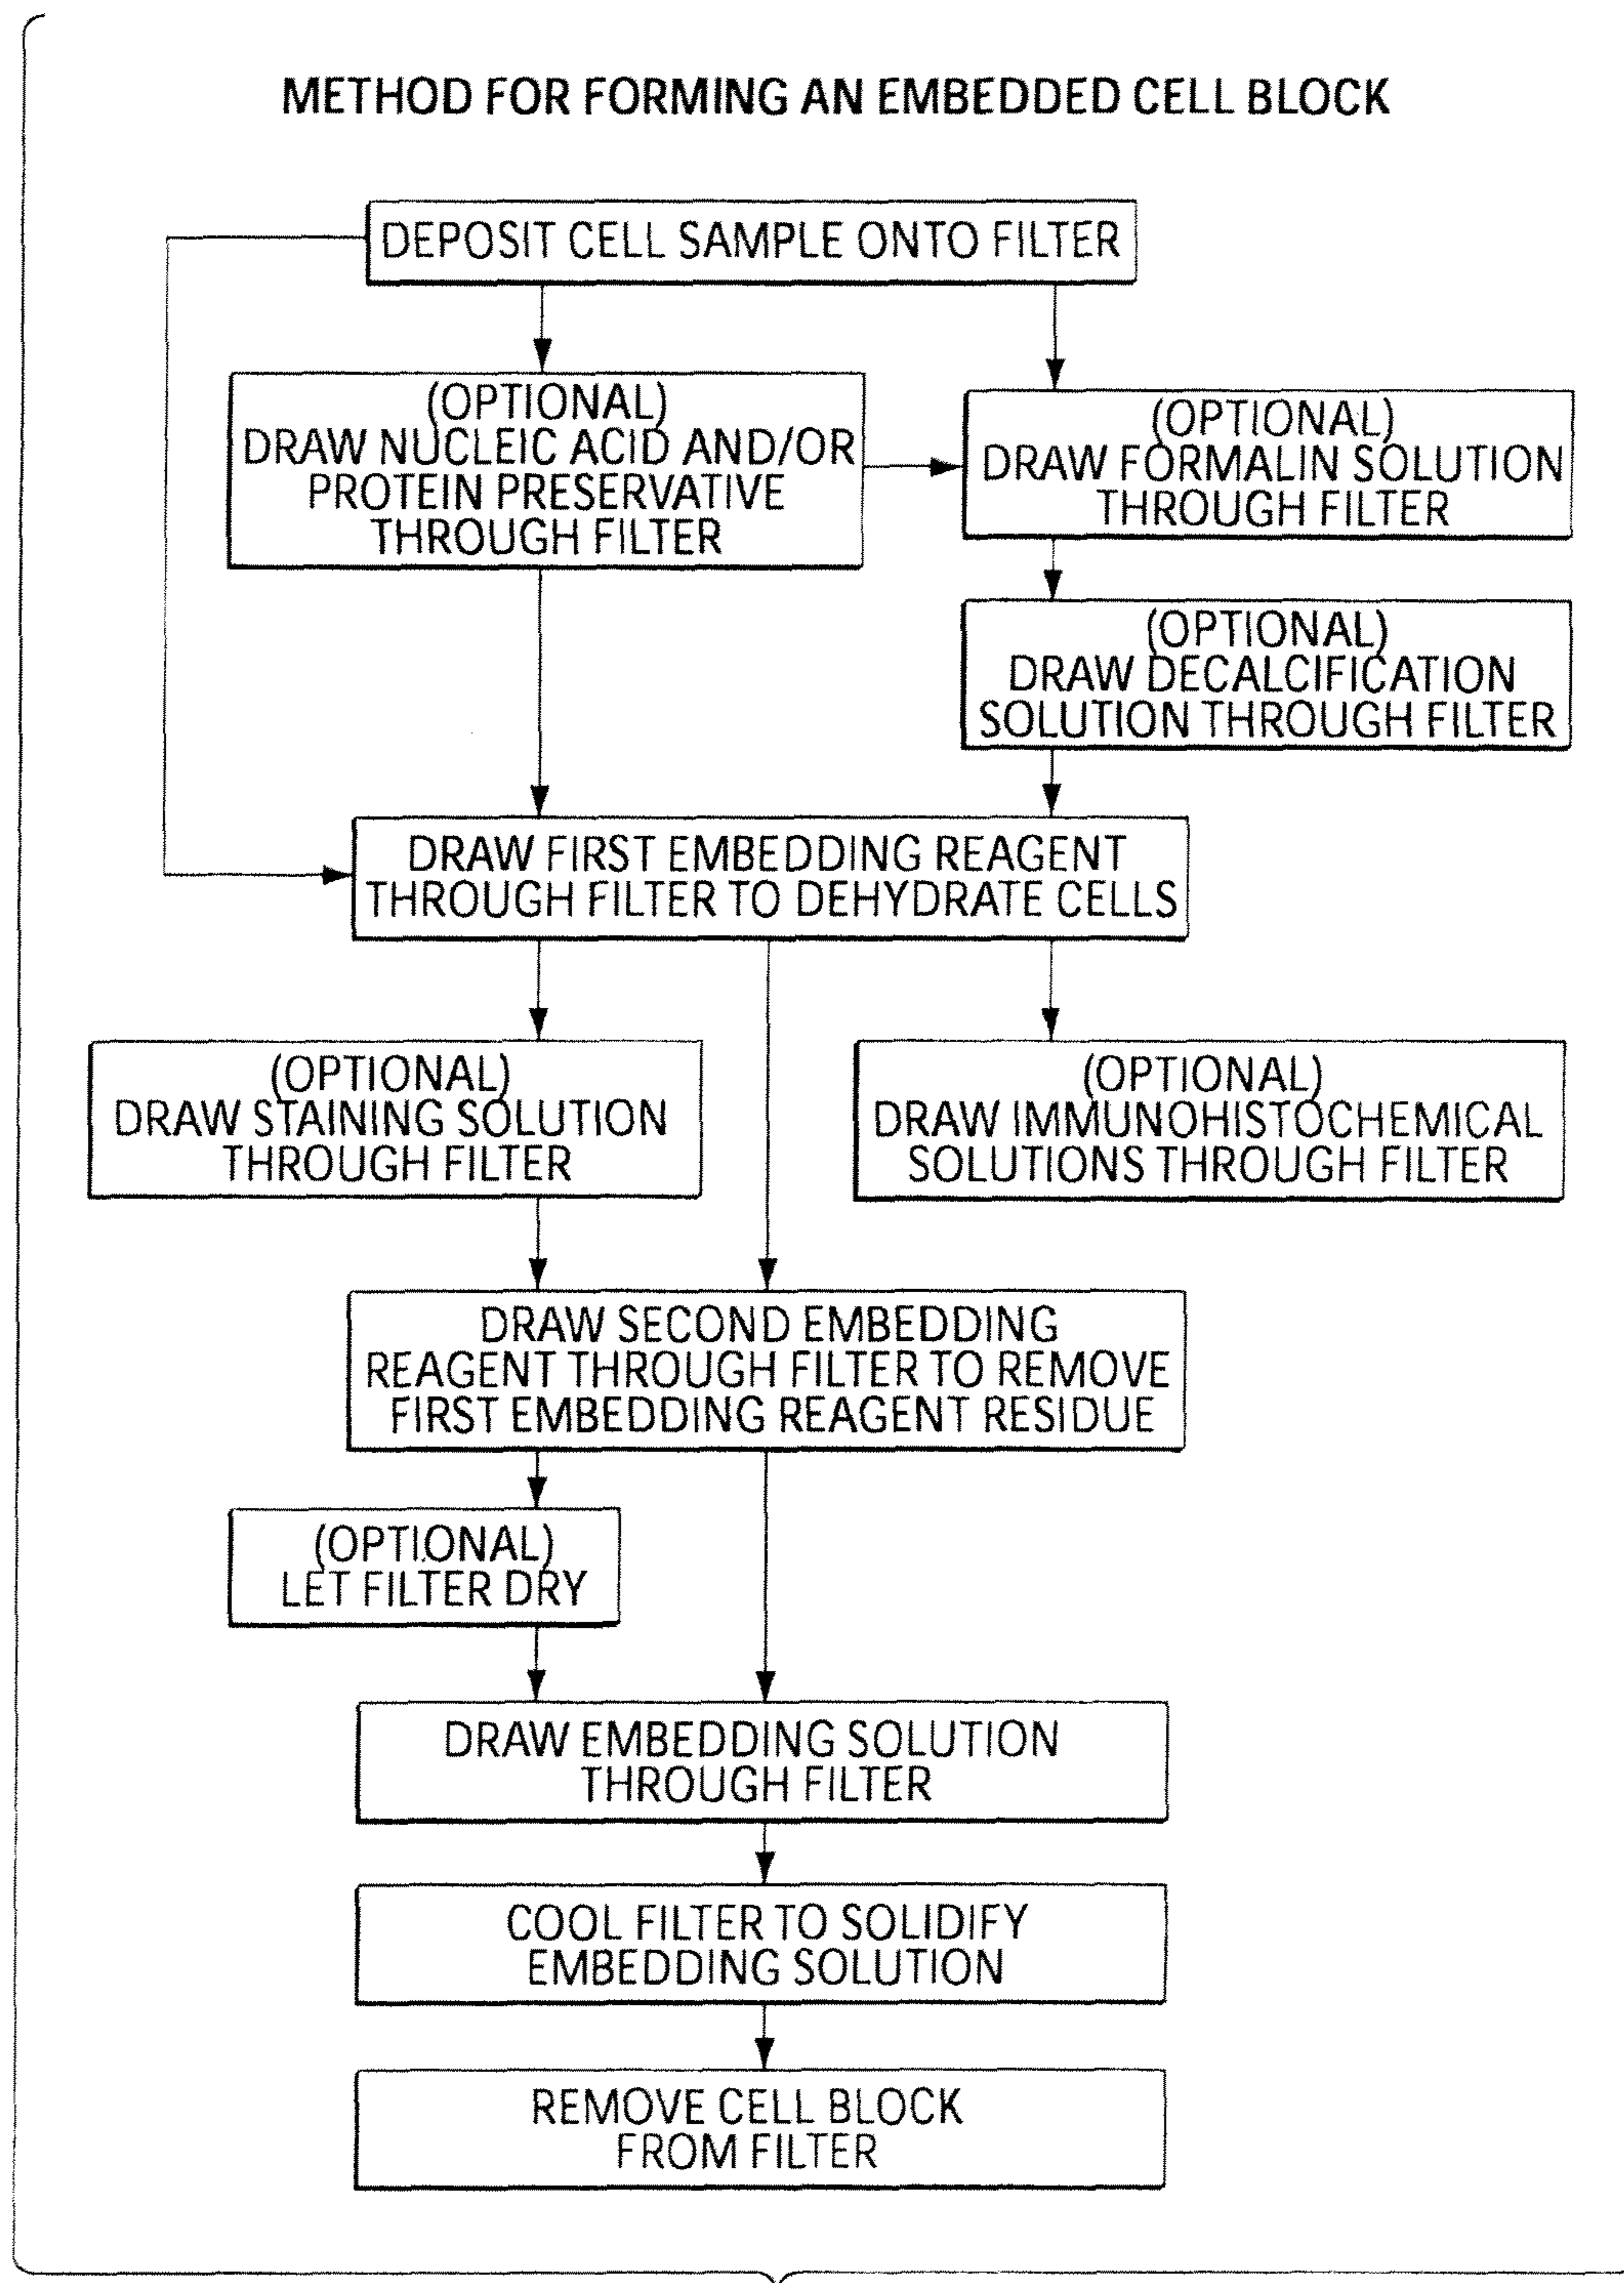 METHOD FOR FORMING AN EMBEDDED CELL BLOCK
DEPOSIT CELL SAMPLE ONTO FILTER
(OPTIONAL)
DRAW NUCLEIC ACID AND/OR
PROTEIN PRESERVATIVE
THROUGH FILTER
(OPTIONAL)
DRAW FORMALIN SOLUTION
THROUGH FILTER
(OPTIONAL)
DRAW DECALCIFICATION
SOLUTION THROUGH FILTER
DRAW FIRST EMBEDDING REAGENT
THROUGH FILTER TO DEHYDRATE CELLS
(OPTIONAL)
DRAW STAINING SOLUTION
THROUGH FILTER
(OPTIONAL)
DRAW IMMUNOHISTOCHEMICAL
SOLUTIONS THROUGH FILTER
DRAW SECOND EMBEDDING
REAGENT THROUGH FILTER TO REMOVE
FIRST EMBEDDING REAGENT RESIDUE
(OPTIONAL)
LET FILTER DRY
DRAW EMBEDDING SOLUTION
THROUGH FILTER
COOL FILTER TO SOLIDIFY
EMBEDDING SOLUTION
REMOVE CELL BLOCK
FROM FILTER